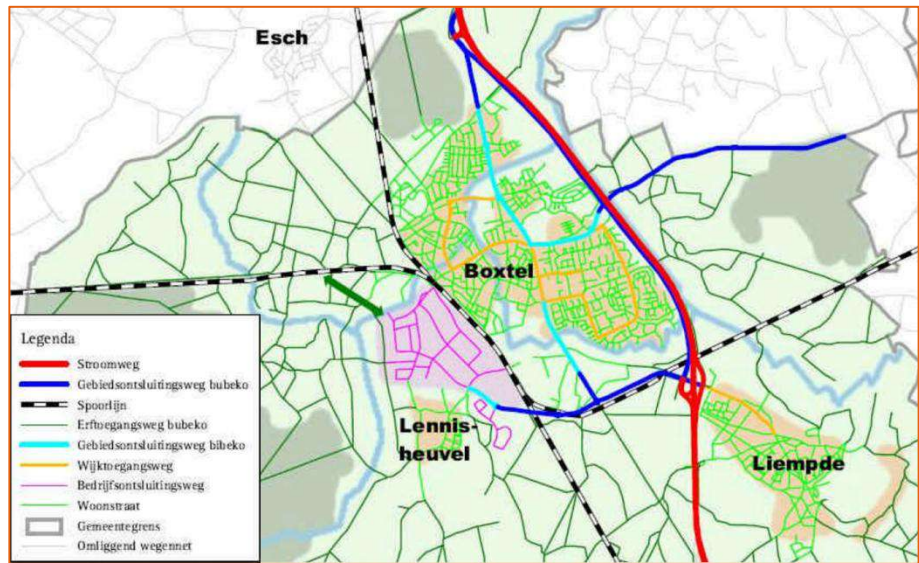 Esch
Boxtel
Lennis-
heuvel
Liempde
Legenda
Stroomweg
Gebiedsontsluitingsweg bubeko
Spoorlijn
Erftoegangsweg bubeko
Gebiedsontsluitingsweg bibeko
Wijktoegangsweg
Bedrijfsontsluitingsweg
Woonstraat
Gemeentegrens
Omliggend wegennet